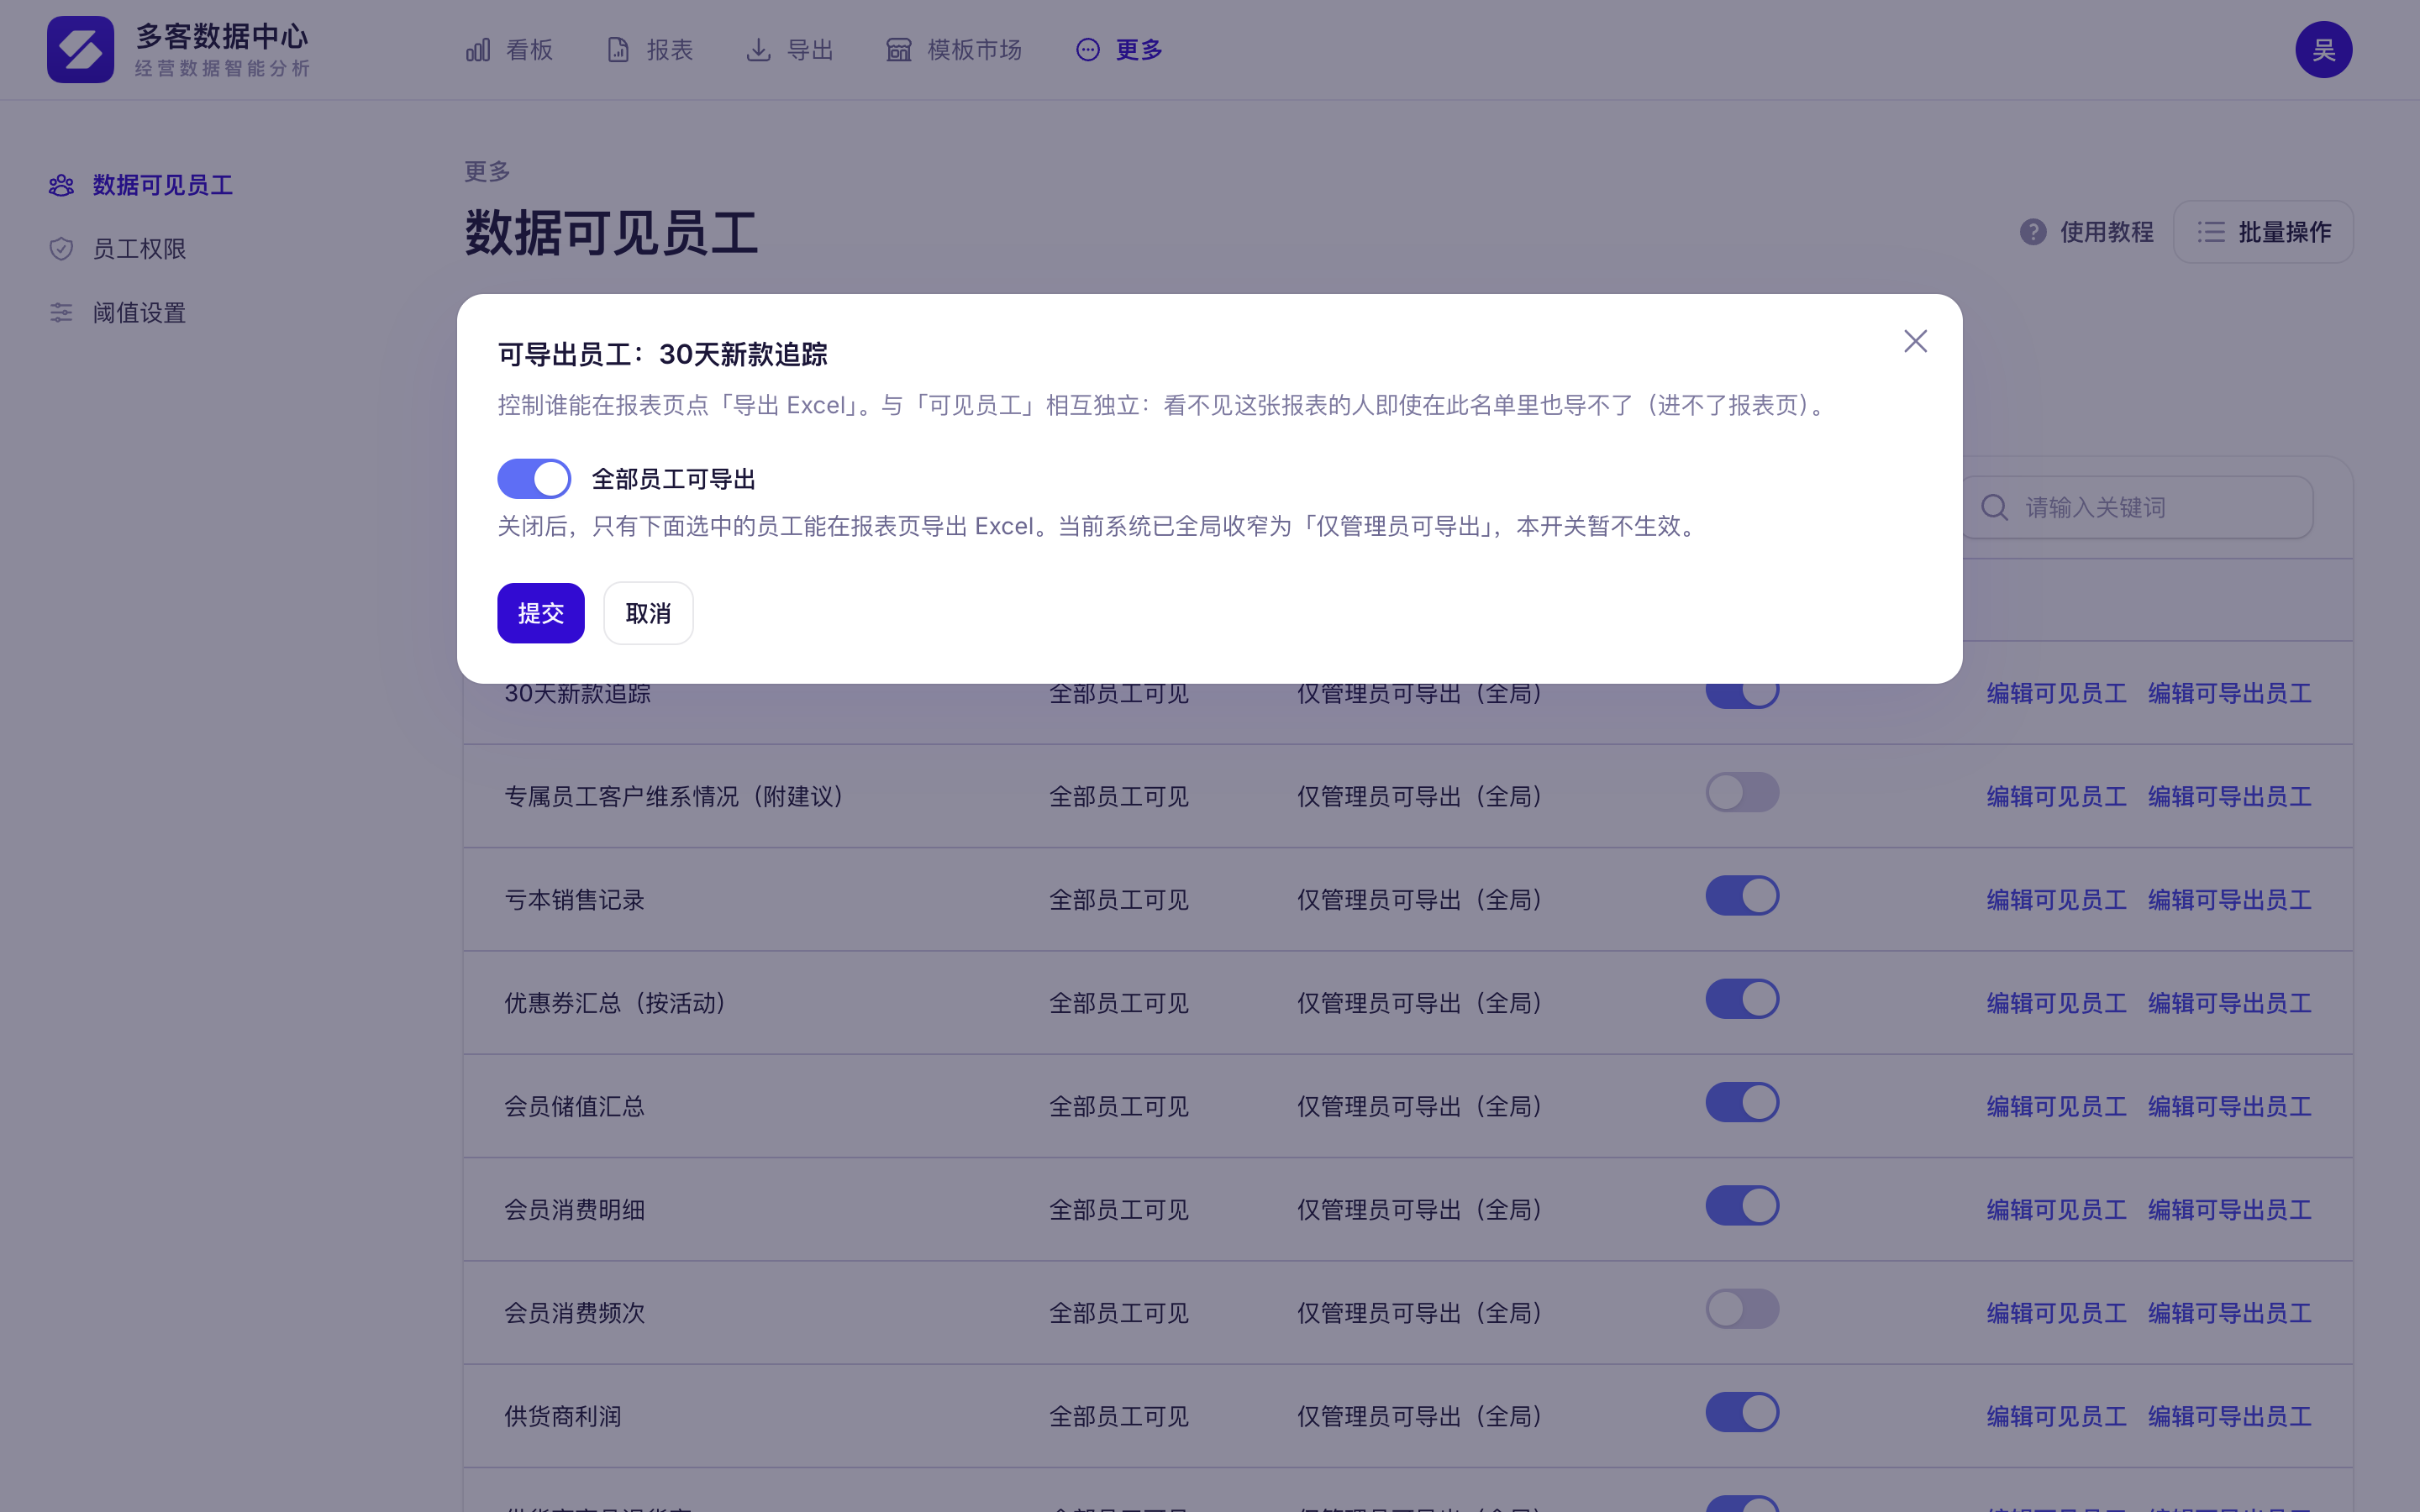 多客数据中心
经营数据智能分析
看板
报表
导出
模板市场
更多
吴
数据可见员工
员工权限
阈值设置
更多
数据可见员工
使用教程
批量操作
可导出员工：30天新款追踪
控制谁能在报表页点「导出 Excel」。与「可见员工」相互独立：看不见这张报表的人即使在此名单里也导不了（进不了报表页）。
全部员工可导出
关闭后，只有下面选中的员工能在报表页导出 Excel。当前系统已全局收窄为「仅管理员可导出」，本开关暂不生效。
提交 取消
请输入关键词
30天新款追踪 全部员工可见 仅管理员可导出（全局） 编辑可见员工 编辑可导出员工
专属员工客户维系情况（附建议） 全部员工可见 仅管理员可导出（全局） 编辑可见员工 编辑可导出员工
亏本销售记录 全部员工可见 仅管理员可导出（全局） 编辑可见员工 编辑可导出员工
优惠券汇总（按活动） 全部员工可见 仅管理员可导出（全局） 编辑可见员工 编辑可导出员工
会员储值汇总 全部员工可见 仅管理员可导出（全局） 编辑可见员工 编辑可导出员工
会员消费明细 全部员工可见 仅管理员可导出（全局） 编辑可见员工 编辑可导出员工
会员消费频次 全部员工可见 仅管理员可导出（全局） 编辑可见员工 编辑可导出员工
供货商利润 全部员工可见 仅管理员可导出（全局） 编辑可见员工 编辑可导出员工